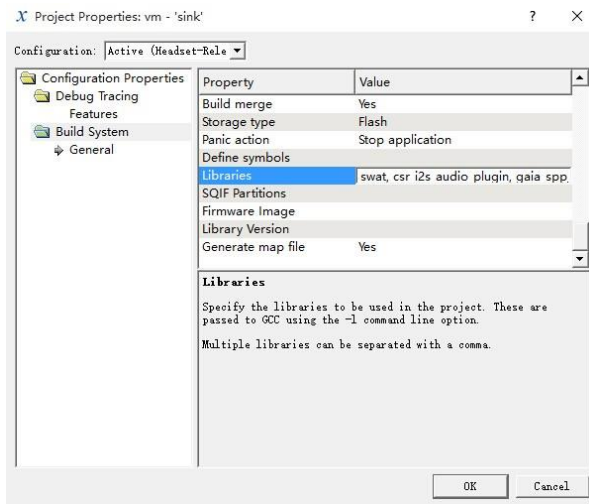 X Project Properties: vm - 'sink' ? ×
Configuration: Active (Headset-Rele
Configuration Properties
Debug Tracing
Features
Build System
General
Property Value
Build merge Yes
Storage type Flash
Panic action Stop application
Define symbols
Libraries swat, csr i2s audio plugin, gaia spp
SQIF Partitions
Firmware Image
Library Version
Generate map file Yes
Libraries
Specify the libraries to be used in the project. These are
passed to GCC using the -l command line option.
Multiple libraries can be separated with a comma.
OK Cancel